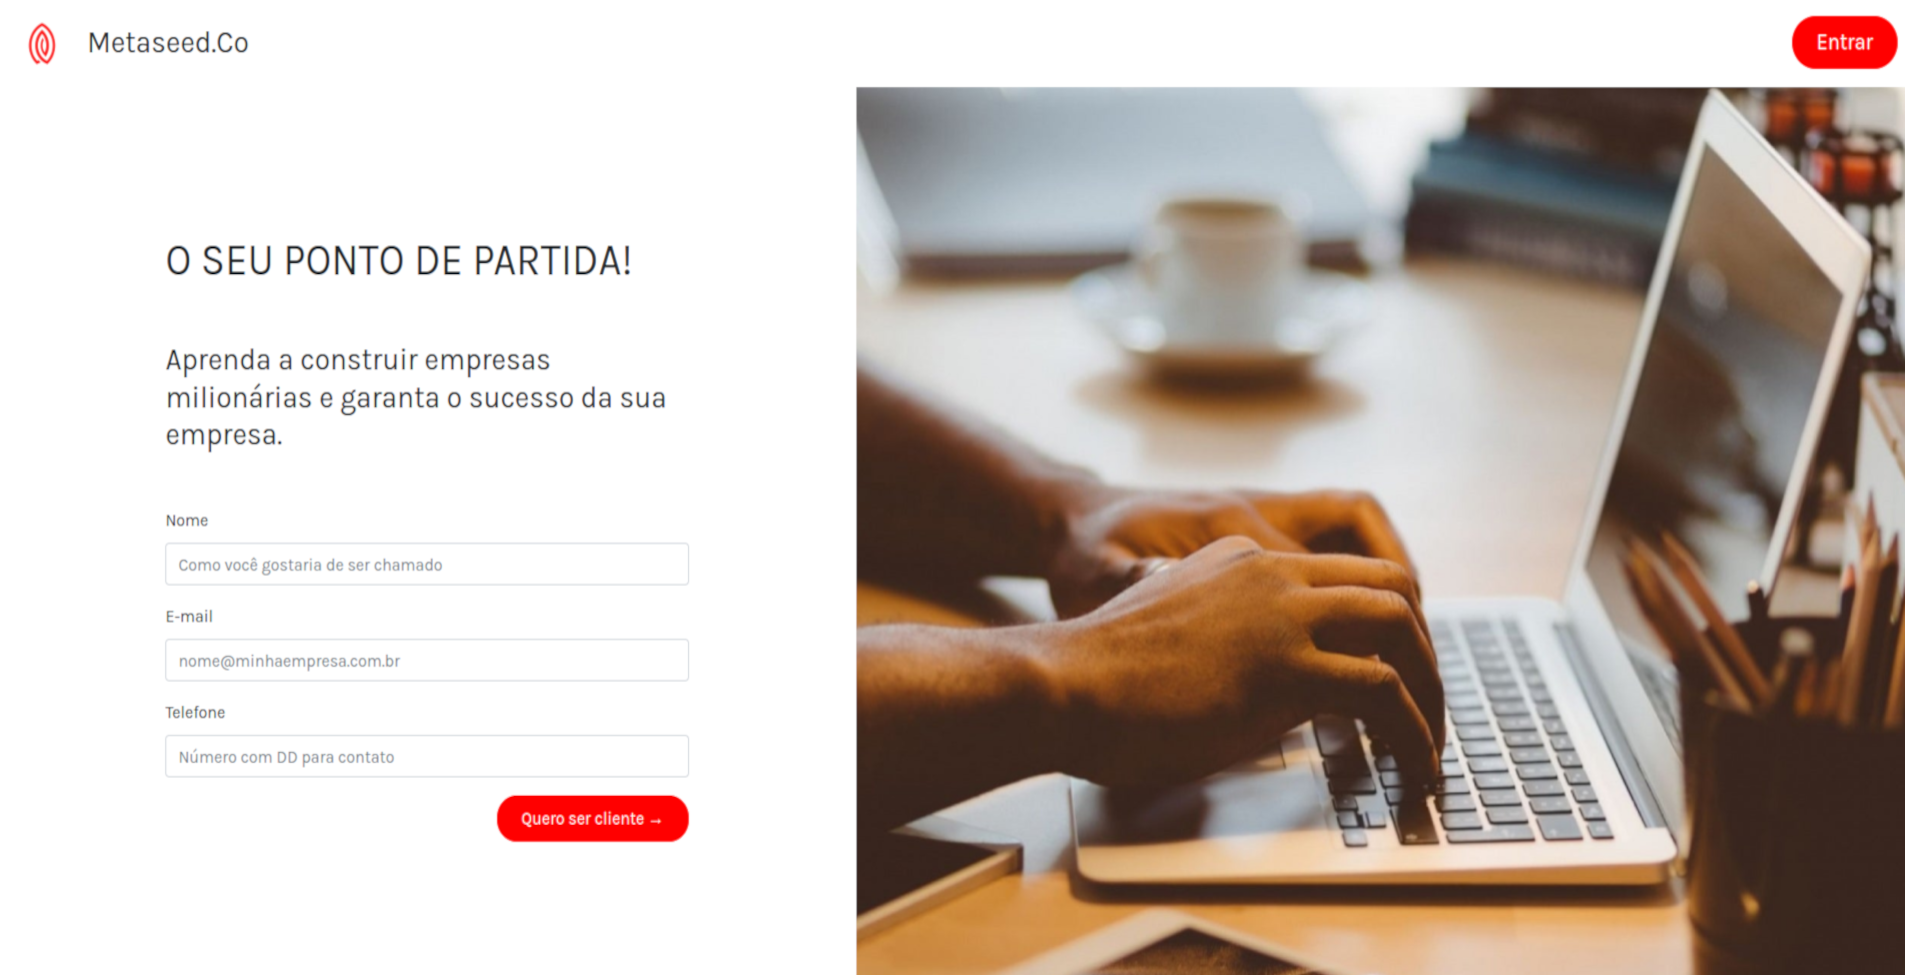 Metaseed.Co
Entrar
O SEU PONTO DE PARTIDA!
Aprenda a construir empresas
milionárias e garanta o sucesso da sua
empresa.
Nome
Como você gostaria de ser chamado
E-mail
nome@minhaempresa.com.br
Telefone
Número com DD para contato
Quero ser cliente →